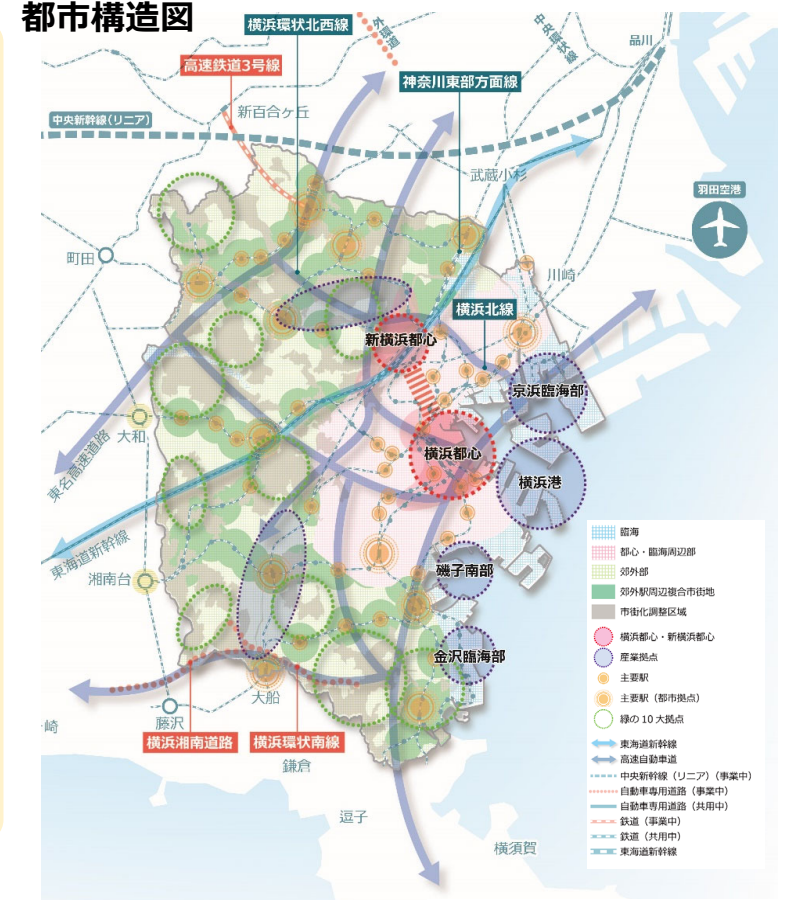 都市構造図
横浜環状北西線
外環道
中央環状線
品川
高速鉄道3号線
神奈川東部方面線
新百合ヶ丘
中央新幹線(リニア)
武蔵小杉
羽田空港
町田
川崎
横浜北線
新横浜都心
京浜臨海部
大和
横浜都心
東名高速道路
横浜港
東海道新幹線
湘南台
磯子南部
金沢臨海部
大船
藤沢
崎
横浜湘南道路
横浜環状南線
鎌倉
逗子
横須賀
臨海
都心・臨海周辺部
郊外部
郊外駅周辺複合市街地
市街化調整区域
横浜都心・新横浜都心
産業拠点
主要駅
主要駅(都市拠点)
緑の10大拠点
東海道新幹線
高速自動車道
中央新幹線(リニア)(事業中)
自動車専用道路(事業中)
自動車専用道路(共用中)
鉄道(事業中)
鉄道(共用中)
東海道新幹線